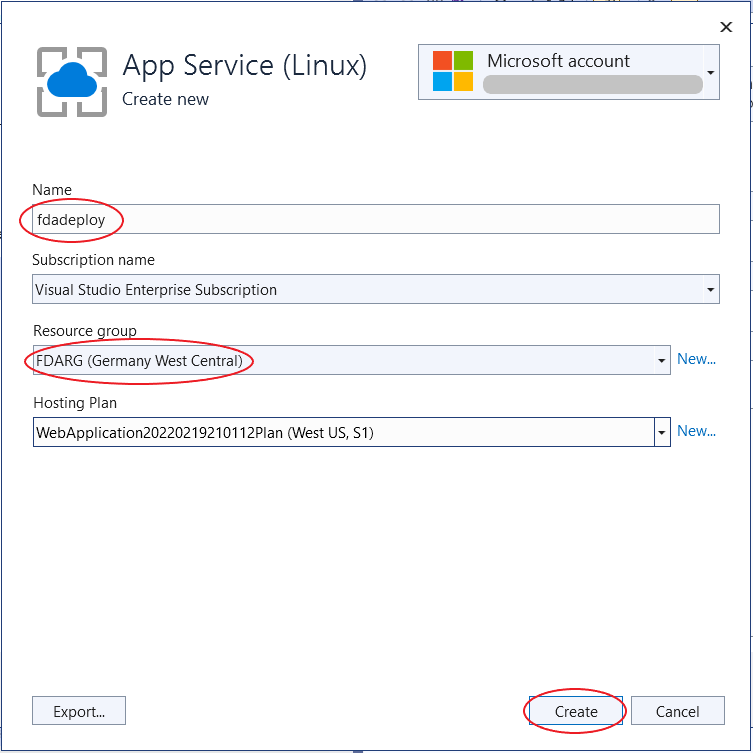 App Service (Linux)
Create new
Microsoft account
Name
fdadeploy
Subscription name
Visual Studio Enterprise Subscription
Resource group
FDARG (Germany West Central)
New...
Hosting Plan
WebApplication20220219210112Plan (West US, S1)
New...
Export...
Create
Cancel